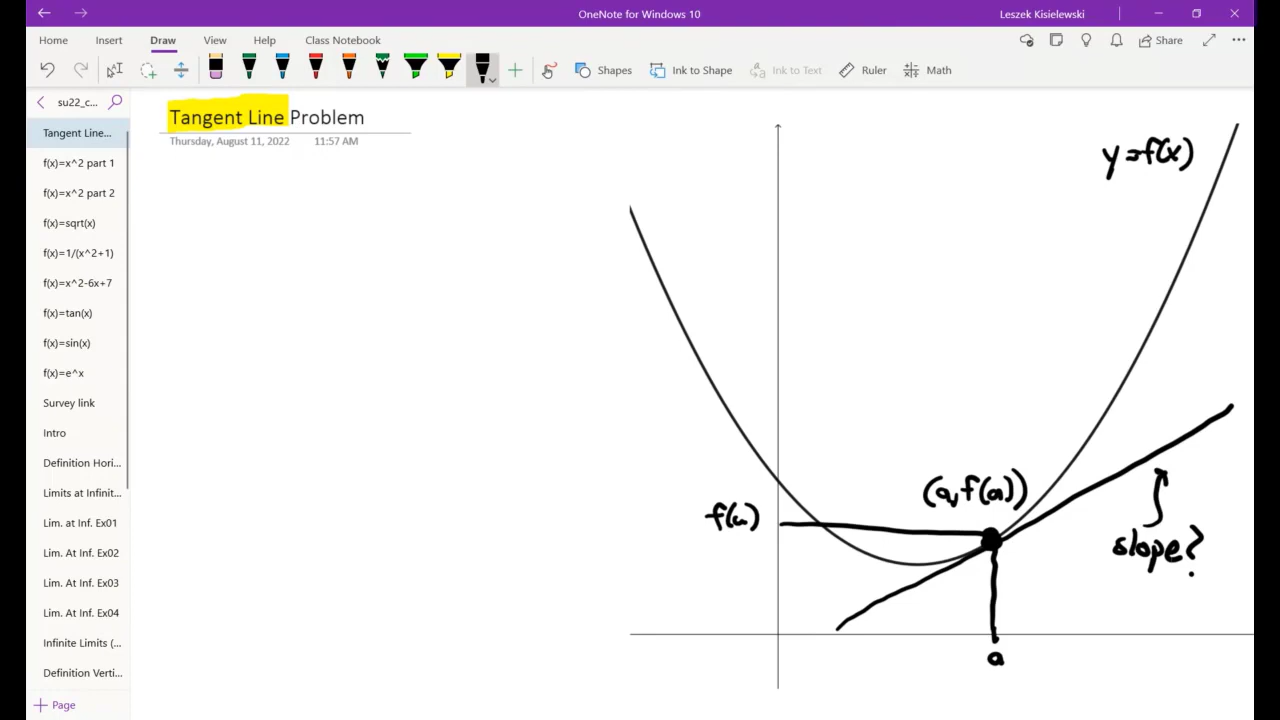 OneNote for Windows 10
Leszek Kisielewski
Home Insert Draw View Help Class Notebook
Share
Shapes Ink to Shape Ink to Text Ruler Math
su22_c...
Tangent Line...
f(x)=x^2 part 1
f(x)=x^2 part 2
f(x)=sqrt(x)
f(x)=1/(x^2+1)
f(x)=x^2-6x+7
f(x)=tan(x)
f(x)=sin(x)
f(x)=e^x
Survey link
Intro
Definition Hori...
Limits at Infinit...
Lim. at Inf. Ex01
Lim. At Inf. Ex02
Lim. At Inf. Ex03
Lim. At Inf. Ex04
Infinite Limits (...
Definition Verti...
Page
Tangent Line Problem
Thursday, August 11, 2022 11:57 AM
y=f(x)
(a, f(a))
f(a)
slope?
a